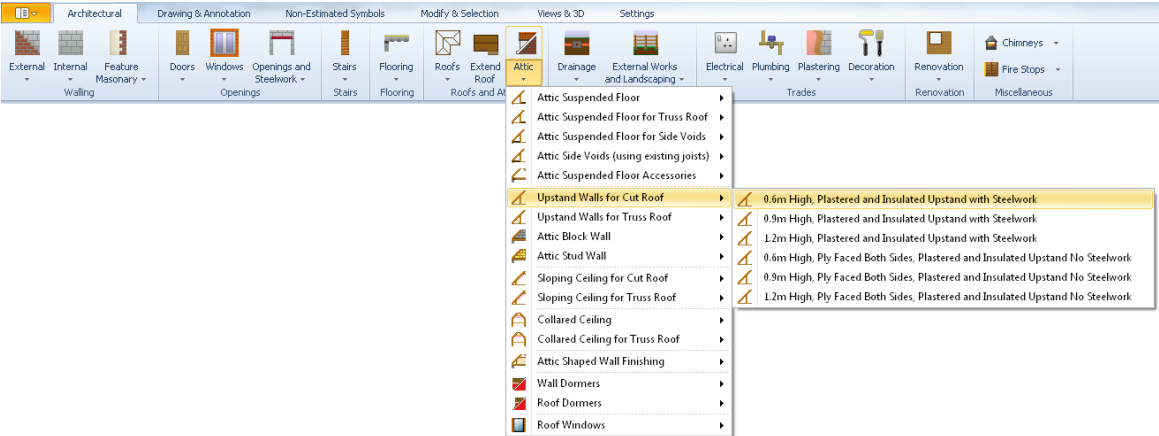 Architectural Drawing & Annotation Non-Estimated Symbols Modify & Selection Views & 3D Settings
External Internal Feature Masonary
Walling
Doors Windows Openings and Steelwork
Openings
Stairs
Stairs
Flooring
Flooring
Roofs Extend Roof Attic
Roofs and At
Drainage External Works and Landscaping
Electrical Plumbing Plastering Decoration
Trades
Renovation
Renovation
Chimneys
Fire Stops
Miscellaneous
Attic Suspended Floor
Attic Suspended Floor for Truss Roof
Attic Suspended Floor for Side Voids
Attic Side Voids (using existing joists)
Attic Suspended Floor Accessories
Upstand Walls for Cut Roof
Upstand Walls for Truss Roof
Attic Block Wall
Attic Stud Wall
Sloping Ceiling for Cut Roof
Sloping Ceiling for Truss Roof
Collared Ceiling
Collared Ceiling for Truss Roof
Attic Shaped Wall Finishing
Wall Dormers
Roof Dormers
Roof Windows
0.6m High, Plastered and Insulated Upstand with Steelwork
0.9m High, Plastered and Insulated Upstand with Steelwork
1.2m High, Plastered and Insulated Upstand with Steelwork
0.6m High, Ply Faced Both Sides, Plastered and Insulated Upstand No Steelwork
0.9m High, Ply Faced Both Sides, Plastered and Insulated Upstand No Steelwork
1.2m High, Ply Faced Both Sides, Plastered and Insulated Upstand No Steelwork